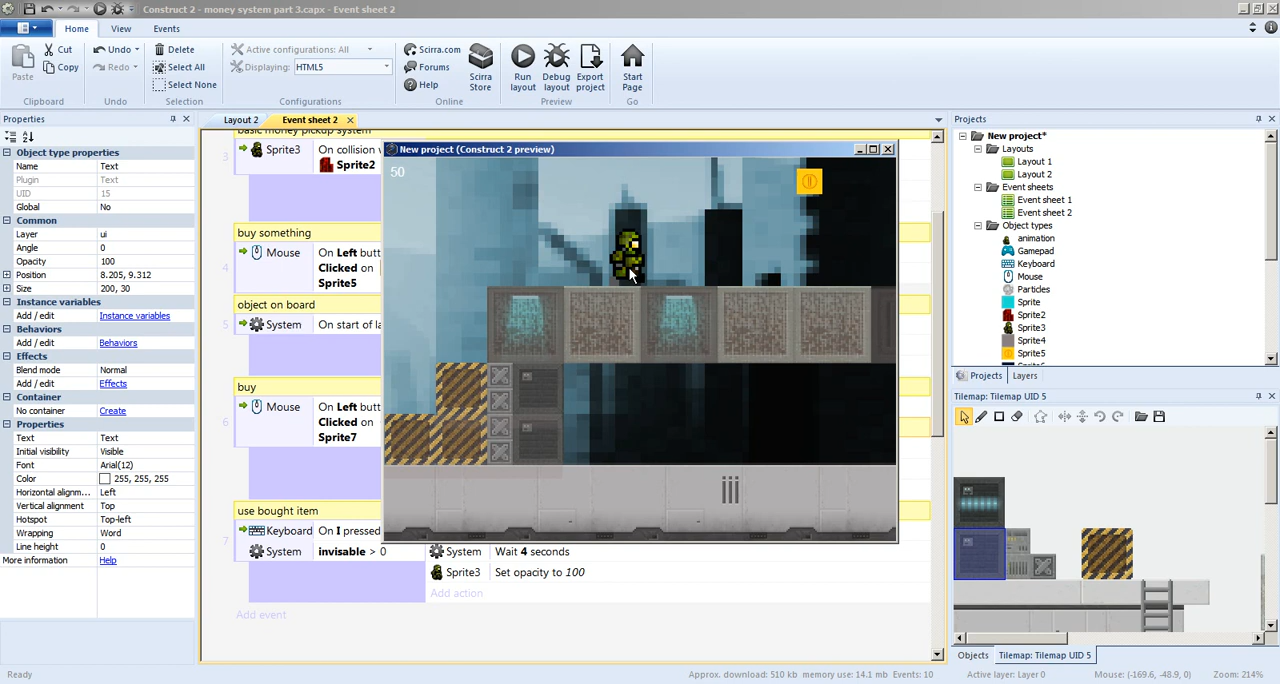 Construct 2 - money system part 3.capx - Event sheet 2
Home View Events
Paste
Cut
Copy
Clipboard
Undo
Redo
Undo
Delete
Select All
Select None
Selection
Active configurations: All
Displaying: HTML5
Configurations
Scirra.com
Forums
Help
Scirra Store
Online
Run layout
Debug layout
Export project
Preview
Start Page
Go
Properties
Object type properties
Name Text
Plugin Text
UID 15
Global No
Common
Layer ui
Angle 0
Opacity 100
Position 8.205, 9.312
Size 200, 30
Instance variables
Add / edit Instance variables
Behaviors
Add / edit Behaviors
Effects
Blend mode Normal
Add / edit Effects
Container
No container Create
Properties
Text Text
Initial visibility Visible
Font Arial(12)
Color 255, 255, 255
Horizontal alignm... Left
Vertical alignment Top
Hotspot Top-left
Wrapping Word
Line height 0
More information Help
Layout 2 Event sheet 2
basic money pickup system
3 Sprite3 On collision
Sprite2
buy something
4 Mouse On Left butt
Clicked on
Sprite5
object on board
5 System On start of la
buy
6 Mouse On Left butt
Clicked on
Sprite7
use bought item
7 Keyboard On I pressed
System invisable > 0
System Wait 4 seconds
Sprite3 Set opacity to 100
Add action
Add event
New project (Construct 2 preview)
50
Projects
New project*
Layouts
Layout 1
Layout 2
Event sheets
Event sheet 1
Event sheet 2
Object types
animation
Gamepad
Keyboard
Mouse
Particles
Sprite
Sprite2
Sprite3
Sprite4
Sprite5
Projects Layers
Tilemap: Tilemap UID 5
Objects Tilemap: Tilemap UID 5
Ready
Approx. download: 510 kb memory use: 14.1 mb Events: 10
Active layer: Layer 0
Mouse: (-169.6, -48.9, 0)
Zoom: 214%